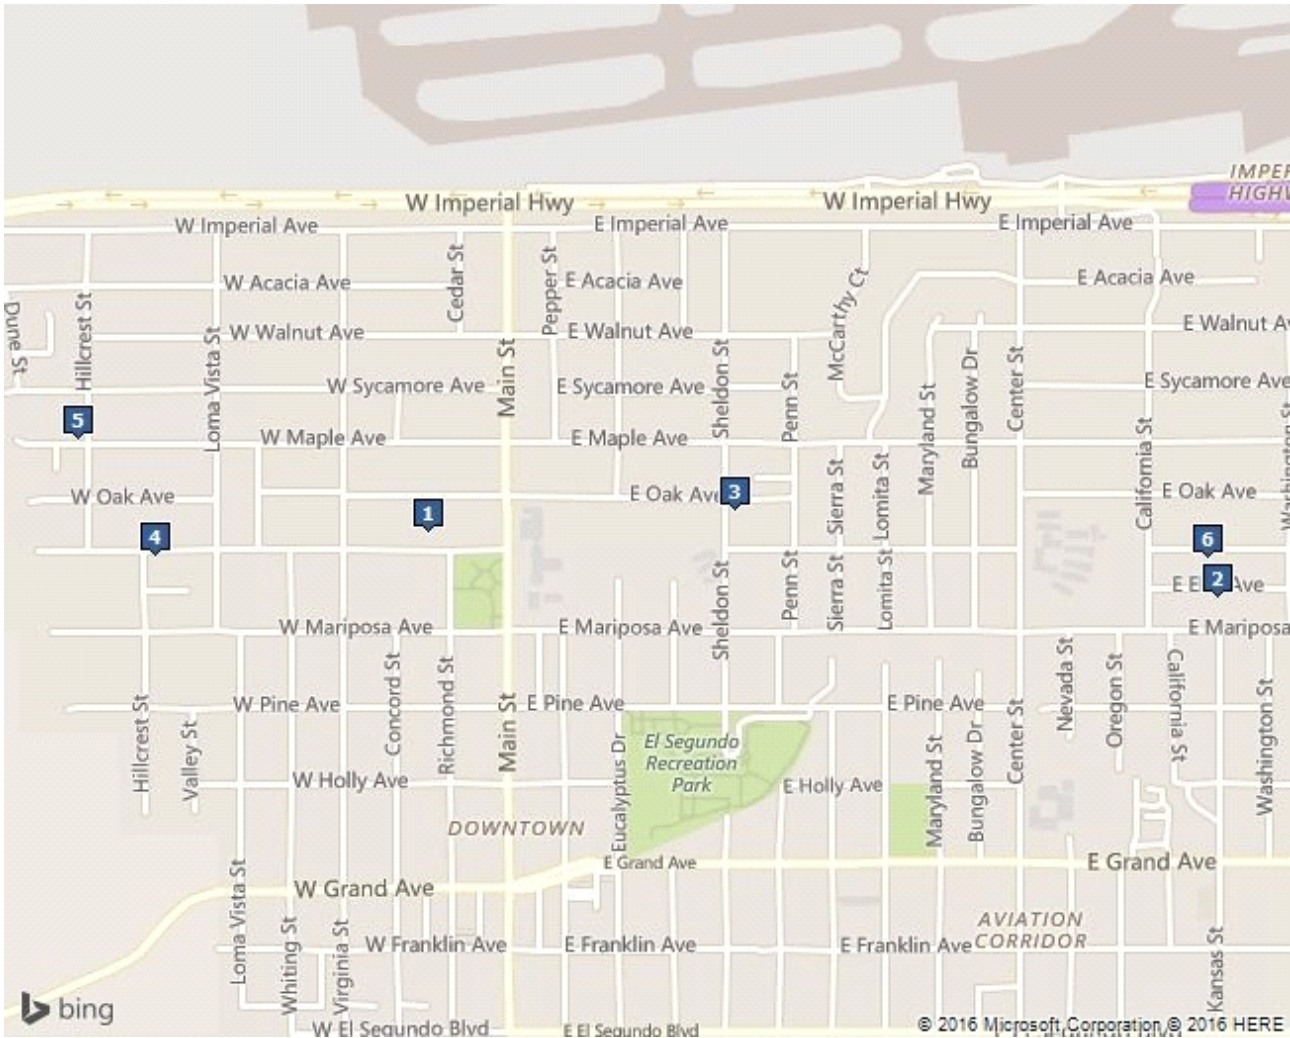 IMPER
HIGHW
W Imperial Hwy
W Imperial Hwy
W Imperial Ave
E Imperial Ave
E Imperial Ave
W Acacia Ave
Cedar St
Pepper St
E Acacia Ave
McCarthy Ct
E Acacia Ave
Dune St
Hillcrest St
W Walnut Ave
E Walnut Ave
E Walnut Av
Loma Vista St
W Sycamore Ave
Main St
E Sycamore Ave
Sheldon St
Penn St
Maryland St
Bungalow Dr
Center St
E Sycamore Ave
5
W Maple Ave
E Maple Ave
California St
Washington St
W Oak Ave
E Oak Ave
3
Sierra St
Lomita St
E Oak Ave
1
4
6
2
Ave
Sheldon St
Penn St
Sierra St
Lomita St
W Mariposa Ave
E Mariposa Ave
E Mariposa
Hillcrest St
Valley St
W Pine Ave
Concord St
Richmond St
Main St
E Pine Ave
E Pine Ave
Center St
Nevada St
Oregon St
California St
Washington St
El Segundo
Recreation
Park
Eucalyptus Dr
W Holly Ave
E Holly Ave
Maryland St
Bungalow Dr
DOWNTOWN
E Grand Ave
E Grand Ave
W Grand Ave
Loma Vista St
Whiting St
Virginia St
W Franklin Ave
E Franklin Ave
E Franklin Ave
AVIATION
CORRIDOR
Kansas St
bing
W El Segundo Blvd
E El Segundo Blvd
© 2016 Microsoft Corporation © 2016 HERE